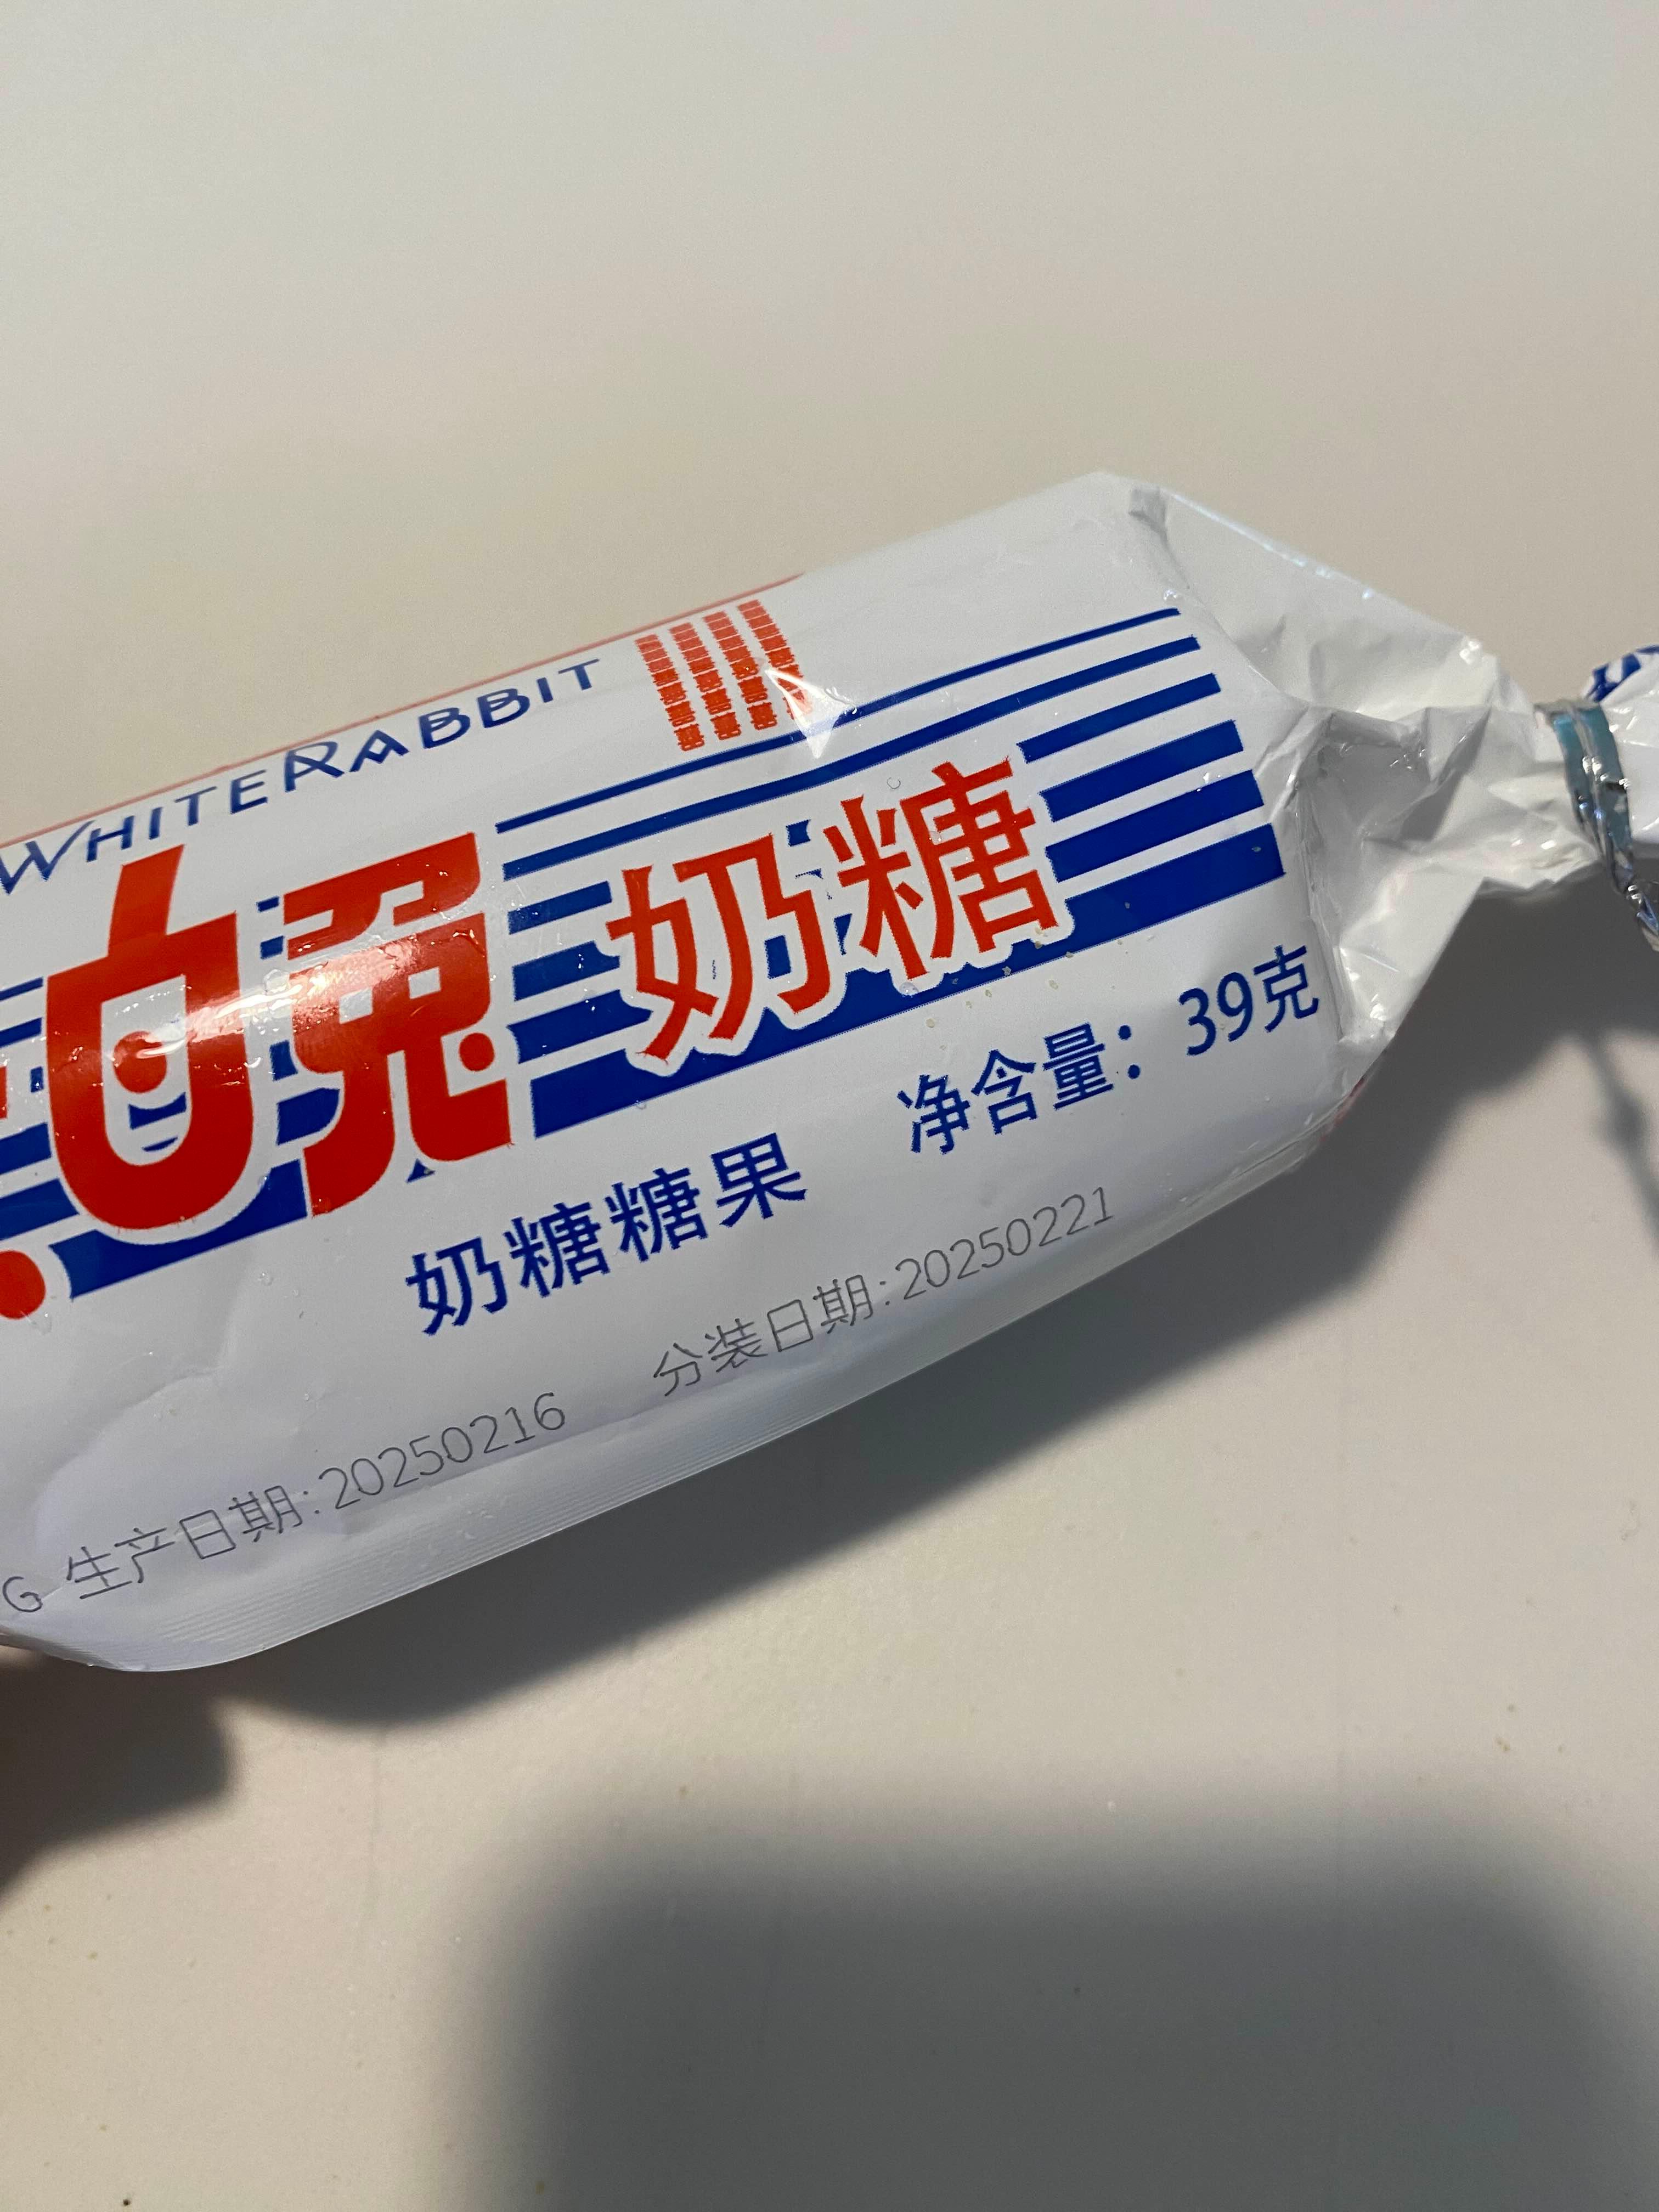 WHITE RABBIT
白兔 奶糖
奶糖糖果 净含量：39克
G 生产日期:20250216 分装日期:20250221